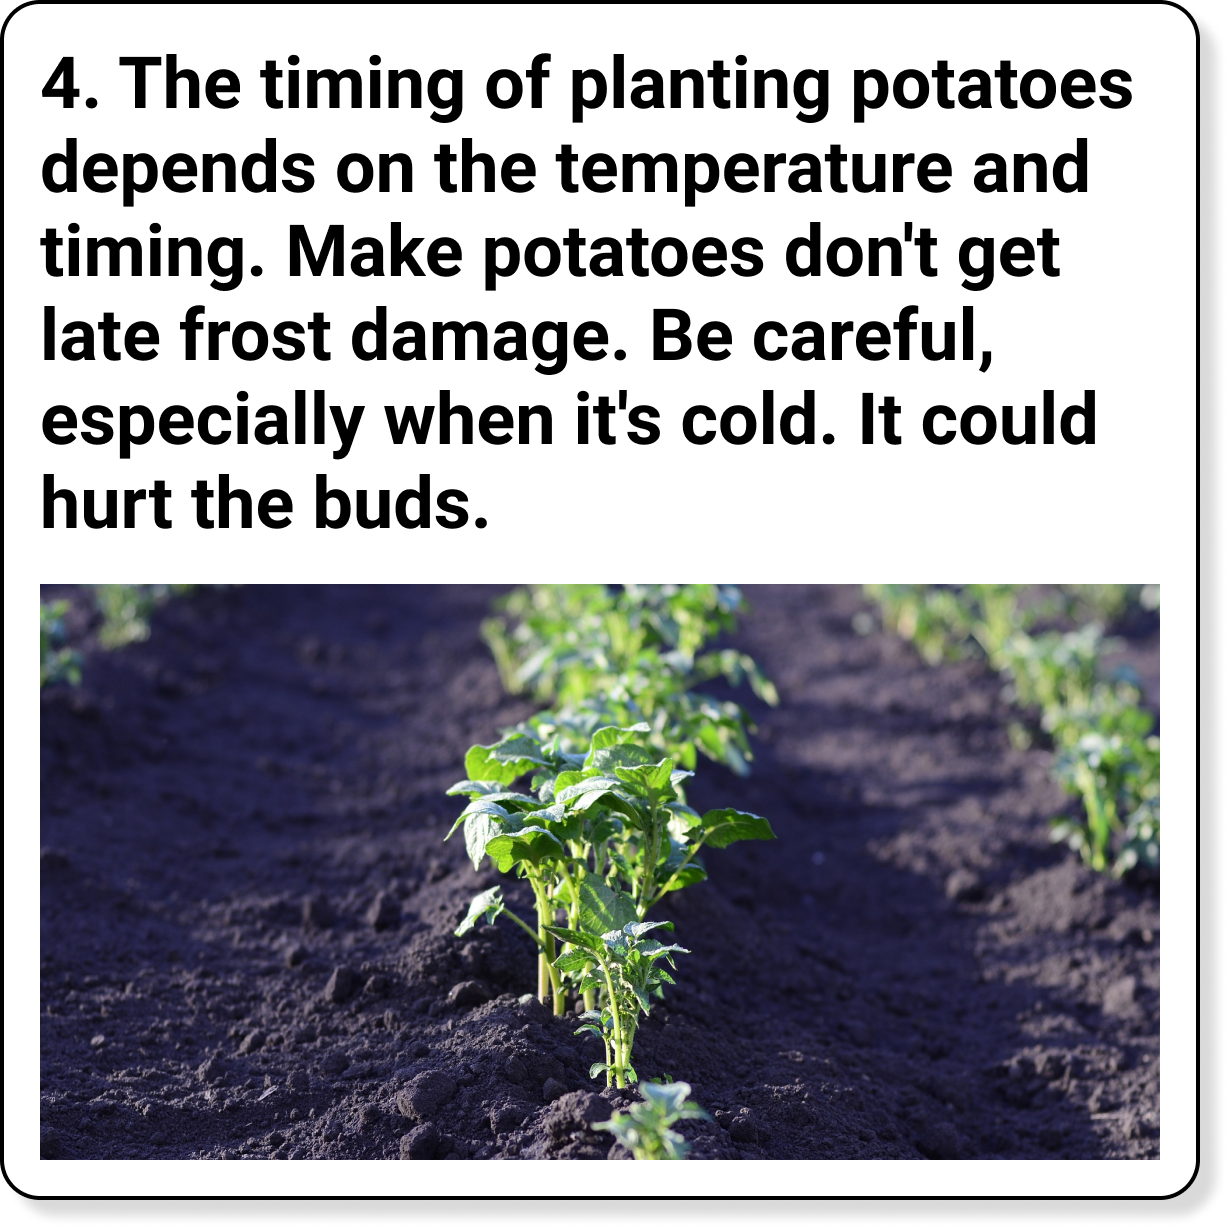 4. The timing of planting potatoes
depends on the temperature and
timing. Make potatoes don't get
late frost damage. Be careful,
especially when it's cold. It could
hurt the buds.